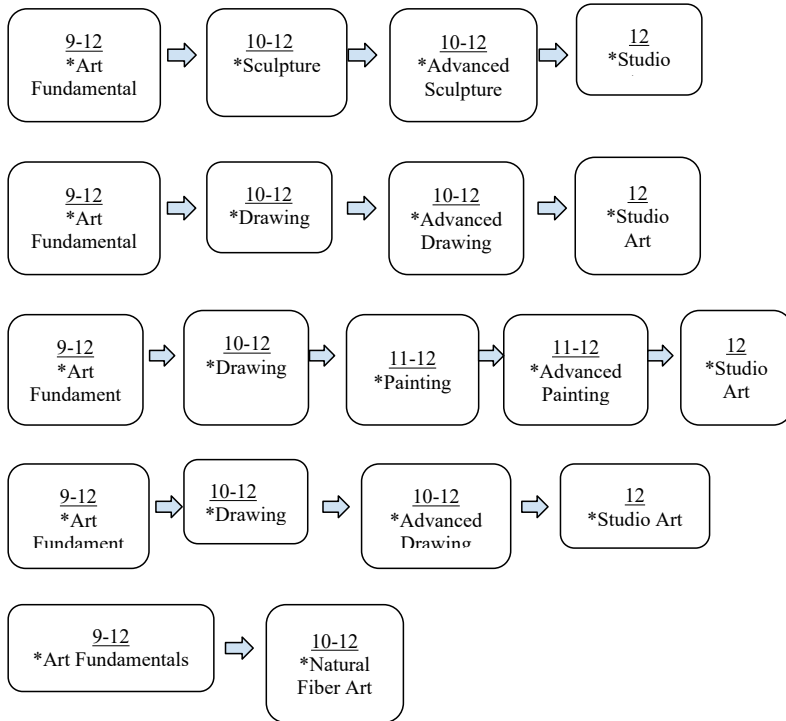 9-12
*Art
Fundamental
10-12
*Sculpture
10-12
*Advanced
Sculpture
12
*Studio
9-12
*Art
Fundamental
10-12
*Drawing
10-12
*Advanced
Drawing
12
*Studio
Art
9-12
*Art
Fundament
10-12
*Drawing
11-12
*Painting
11-12
*Advanced
Painting
12
*Studio
Art
9-12
*Art
Fundament
10-12
*Drawing
10-12
*Advanced
Drawing
12
*Studio Art
9-12
*Art Fundamentals
10-12
*Natural
Fiber Art